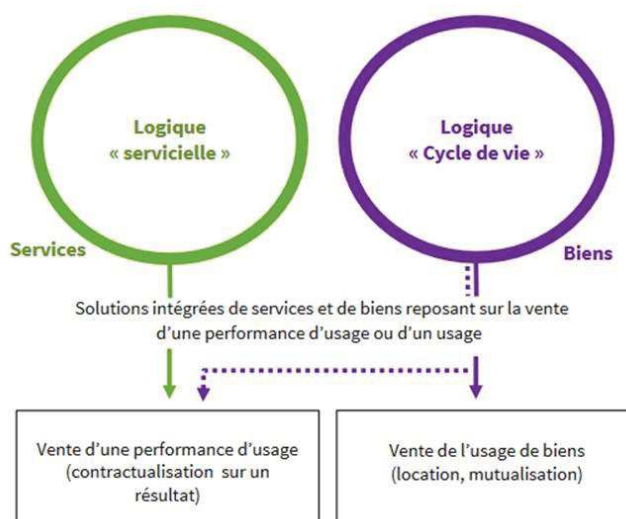 Logique
« servicielle »
Logique
« Cycle de vie »
Services
Biens
Solutions intégrées de services et de biens reposant sur la vente
d'une performance d'usage ou d'un usage
Vente d'une performance d'usage
(contractualisation sur un
résultat)
Vente de l'usage de biens
(location, mutualisation)